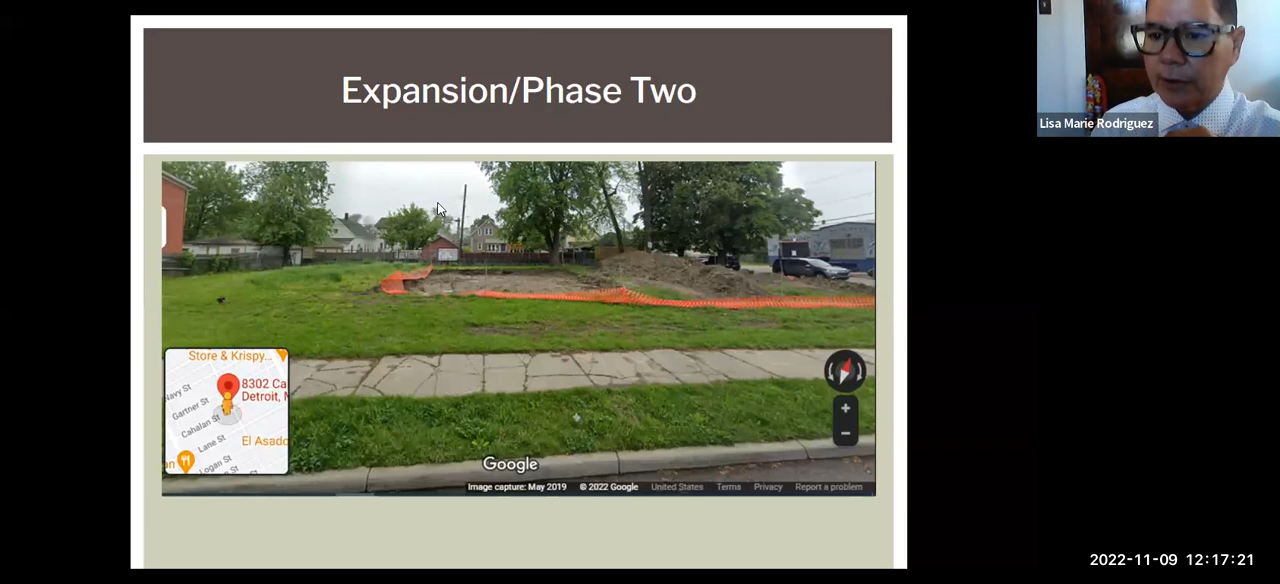 Expansion/Phase Two
Lisa Marie Rodriguez
Store & Krispy...
Navy St
8302 Ca
Detroit, M
Gartner St
Cahalan St
Lane St
El Asado
Logan St
Google
Image capture: May 2019 © 2022 Google United States Terms Privacy Report a problem
2022-11-09 12:17:21